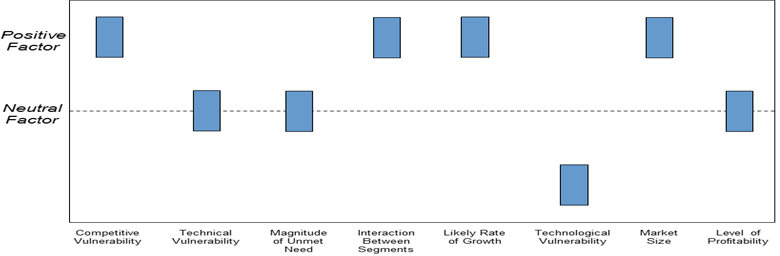 Positive
Factor
Neutral
Factor
Competitive
Vulnerability
Technical
Vulnerability
Magnitude
of Unmet
Need
Interaction
Between
Segments
Likely Rate
of Growth
Technological
Vulnerability
Market
Size
Level of
Profitability